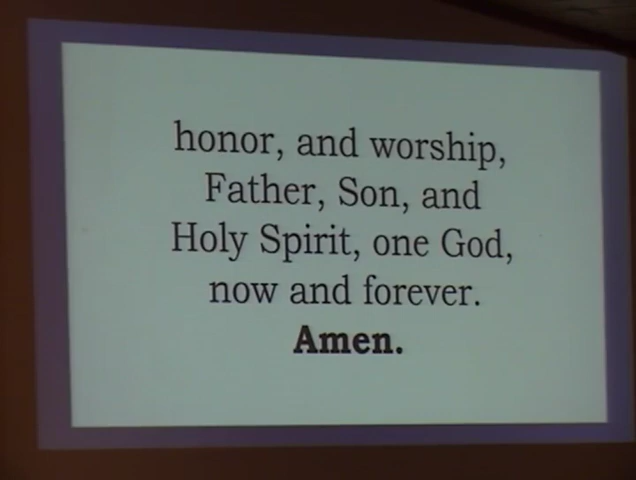 honor, and worship,
Father, Son, and
Holy Spirit, one God,
now and forever.
Amen.